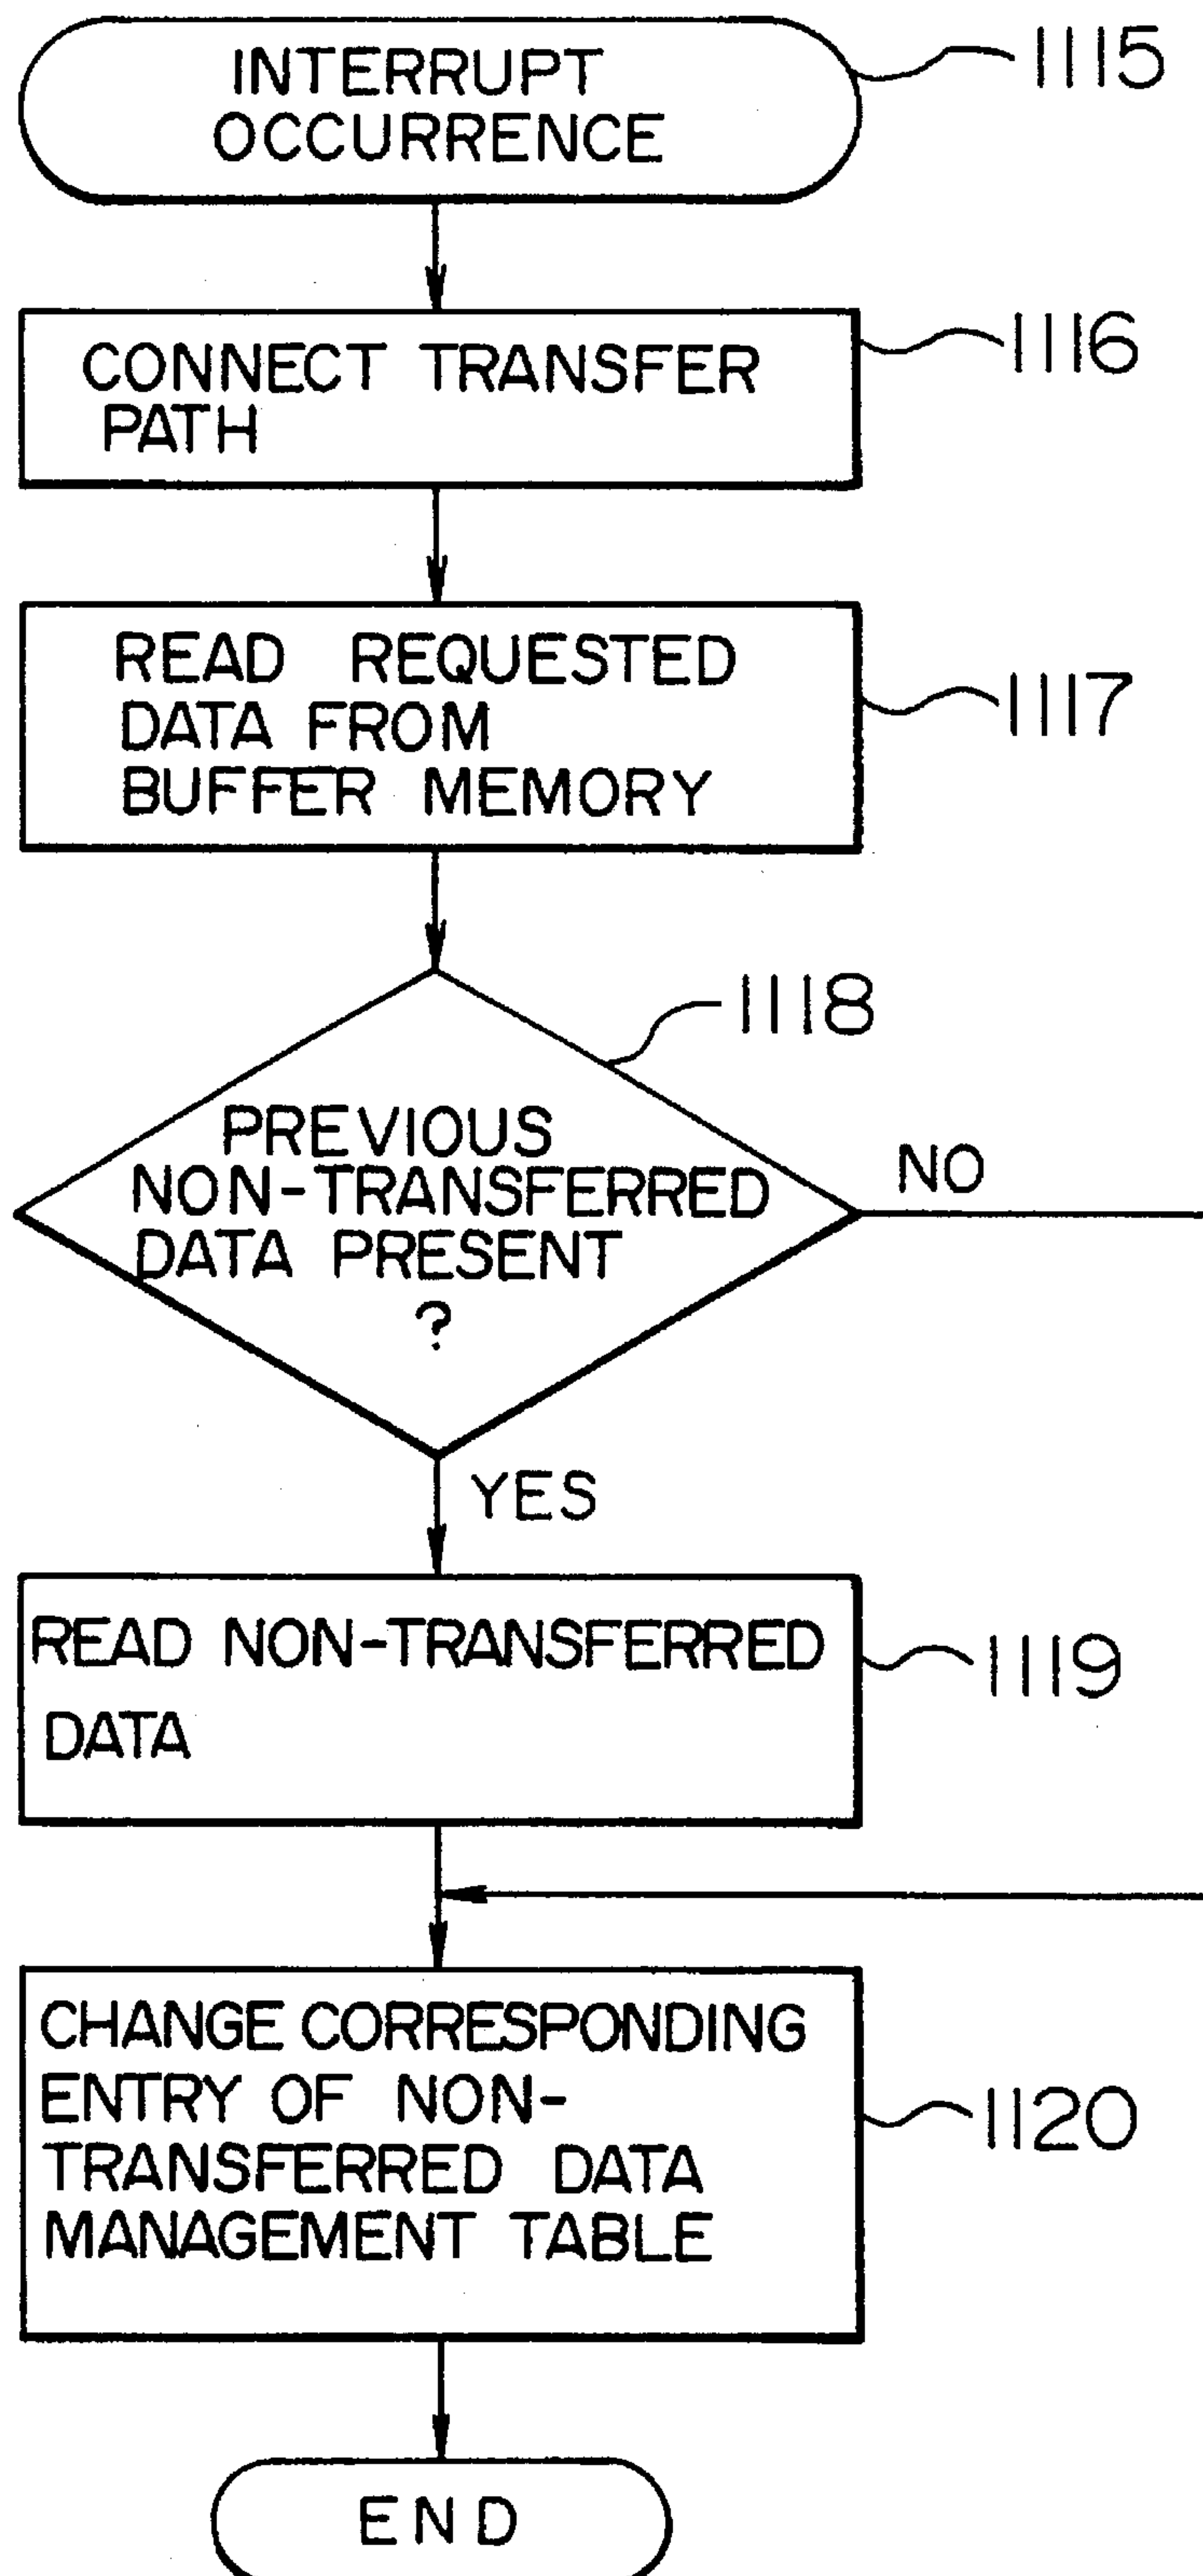 INTERRUPT
OCCURRENCE
1115
CONNECT TRANSFER
PATH
1116
READ REQUESTED
DATA FROM
BUFFER MEMORY
1117
1118
PREVIOUS
NON-TRANSFERRED
DATA PRESENT
?
NO
YES
READ NON-TRANSFERRED
DATA
1119
CHANGE CORRESPONDING
ENTRY OF NON-
TRANSFERRED DATA
MANAGEMENT TABLE
1120
END